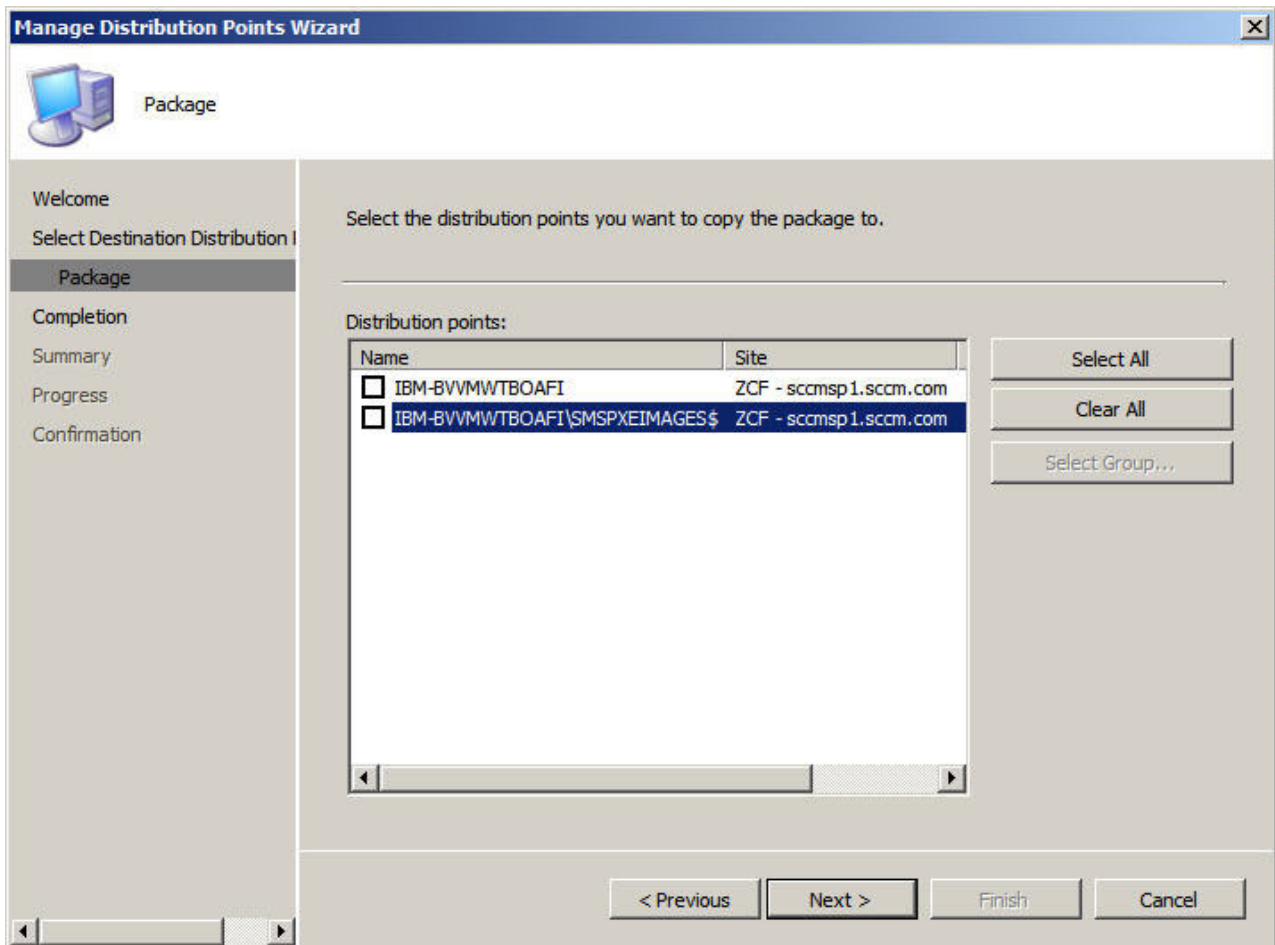 Manage Distribution Points Wizard
Package
Welcome
Select Destination Distribution
Package
Completion
Summary
Progress
Confirmation
Select the distribution points you want to copy the package to.
Distribution points:
Name Site
IBM-BVVMWTBOAFI ZCF - sccmsp1.sccm.com
IBM-BVVMWTBOAFI\SMSPXEIMAGES$ ZCF - sccmsp1.sccm.com
Select All
Clear All
Select Group...
< Previous Next > Finish Cancel